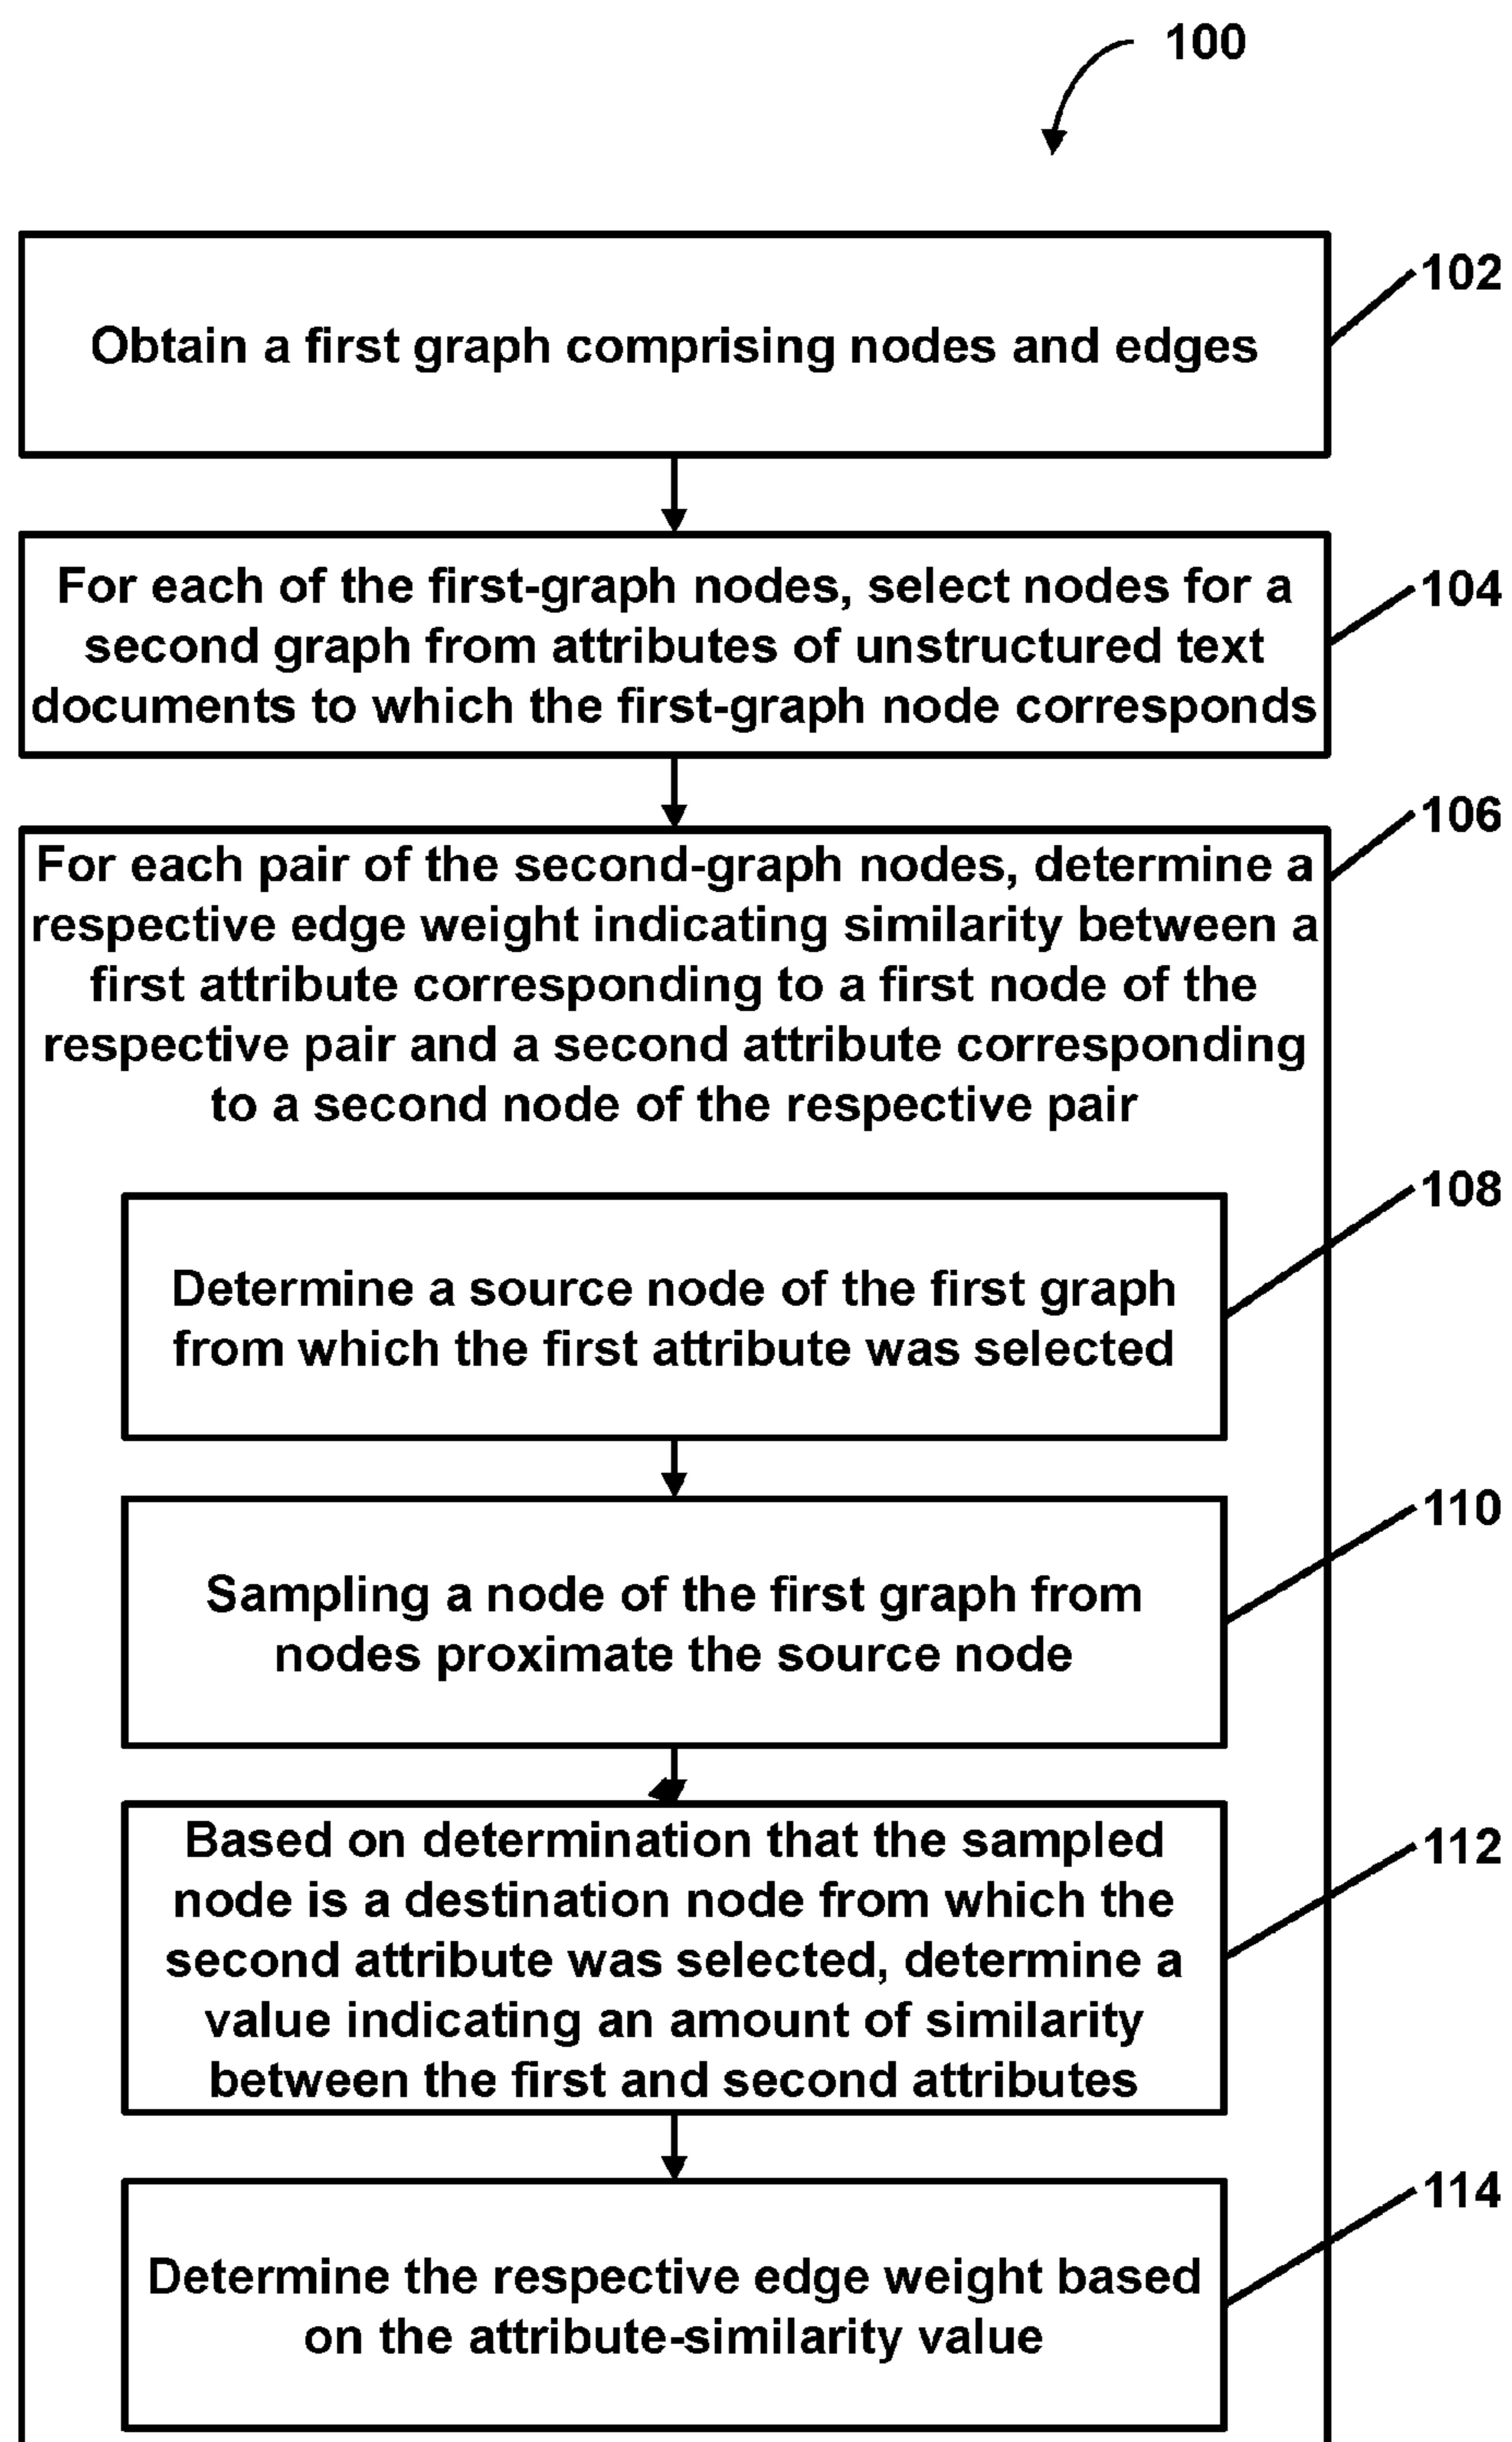 100
102
Obtain a first graph comprising nodes and edges
104
For each of the first-graph nodes, select nodes for a
second graph from attributes of unstructured text
documents to which the first-graph node corresponds
106
For each pair of the second-graph nodes, determine a
respective edge weight indicating similarity between a
first attribute corresponding to a first node of the
respective pair and a second attribute corresponding
to a second node of the respective pair
108
Determine a source node of the first graph
from which the first attribute was selected
110
Sampling a node of the first graph from
nodes proximate the source node
112
Based on determination that the sampled
node is a destination node from which the
second attribute was selected, determine a
value indicating an amount of similarity
between the first and second attributes
114
Determine the respective edge weight based
on the attribute-similarity value